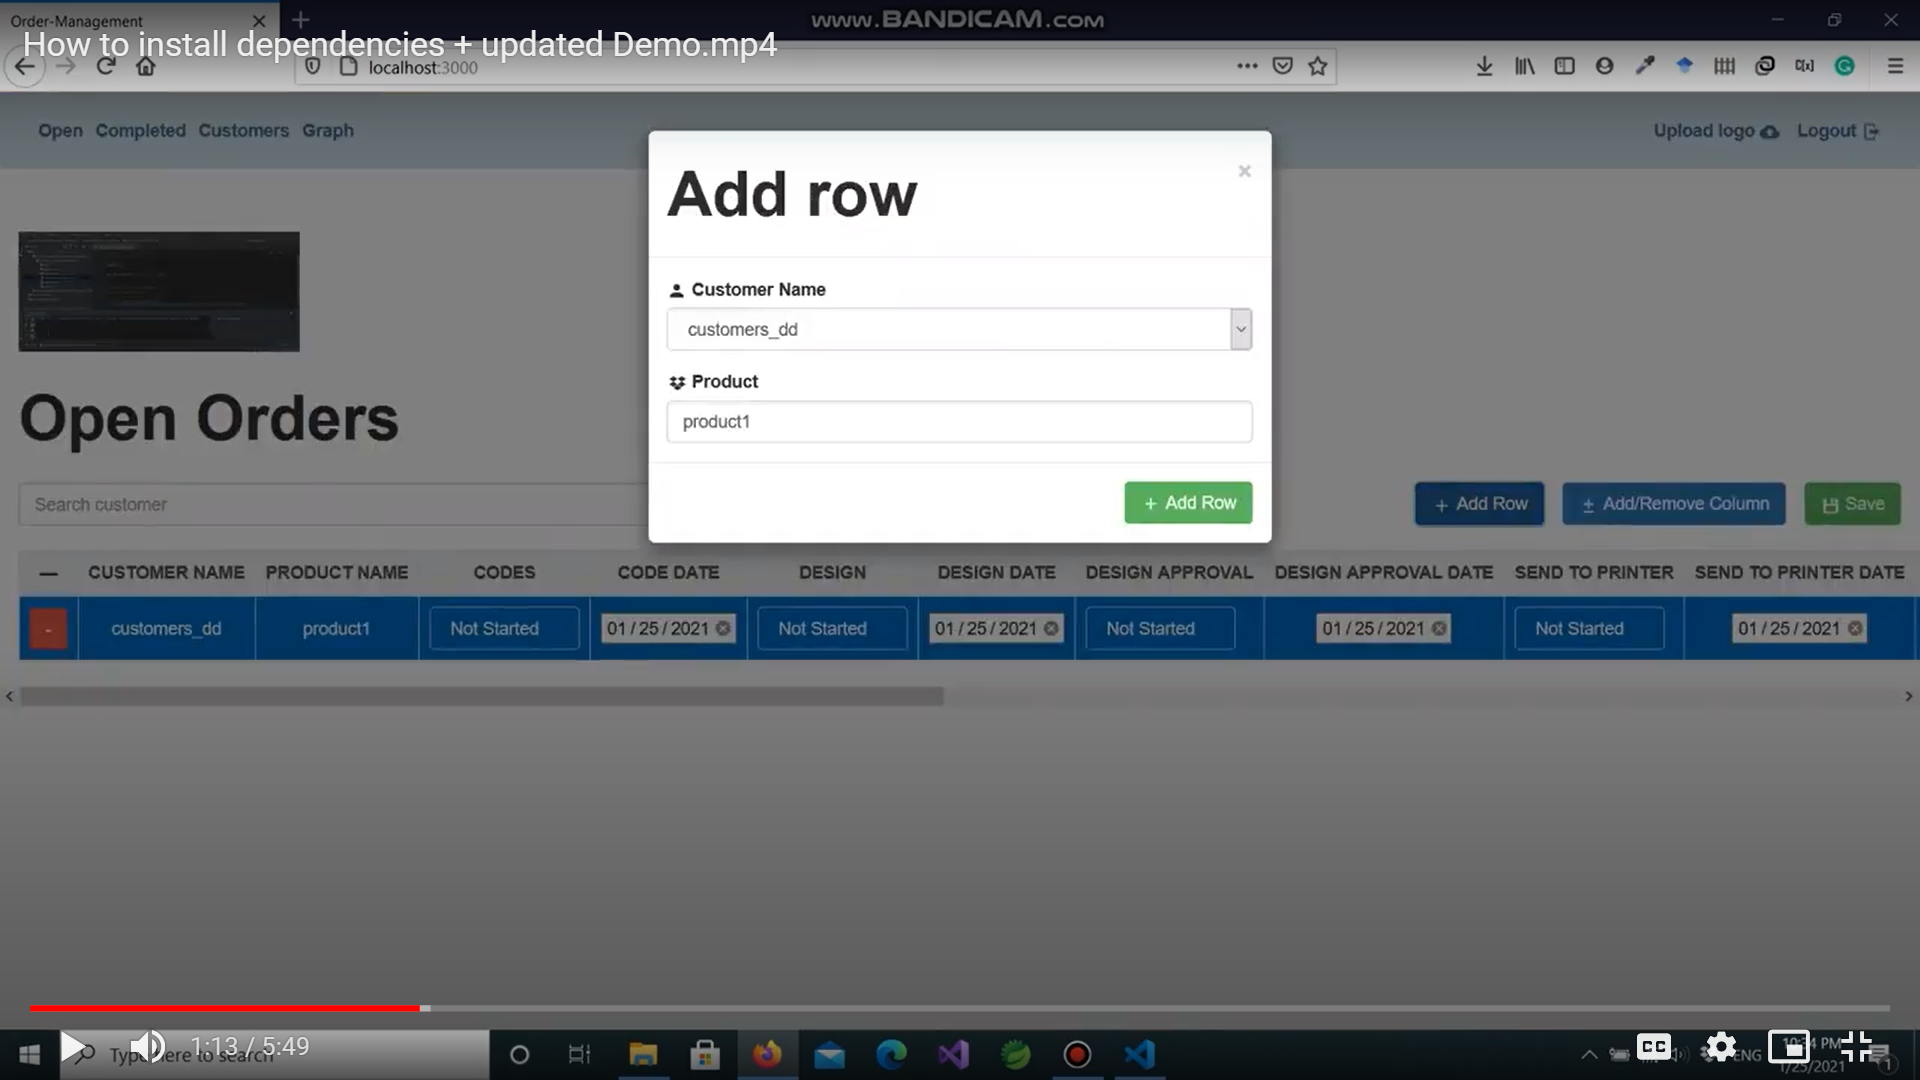 Order-Management
www.BANDICAM.com
How to install dependencies + updated Demo.mp4
localhost:3000
Open Completed Customers Graph
Upload logo Logout
Add row
×
Customer Name
customers_dd
Product
product1
+ Add Row
Open Orders
Search customer
+ Add Row
± Add/Remove Column
Save
— CUSTOMER NAME PRODUCT NAME CODES CODE DATE DESIGN DESIGN DATE DESIGN APPROVAL DESIGN APPROVAL DATE SEND TO PRINTER SEND TO PRINTER DATE
- customers_dd product1 Not Started 01/25/2021 Not Started 01/25/2021 Not Started 01/25/2021 Not Started 01/25/2021
1:13 / 5:49
Type here to search
CC
ENG
10:34 PM
1/25/2021
1